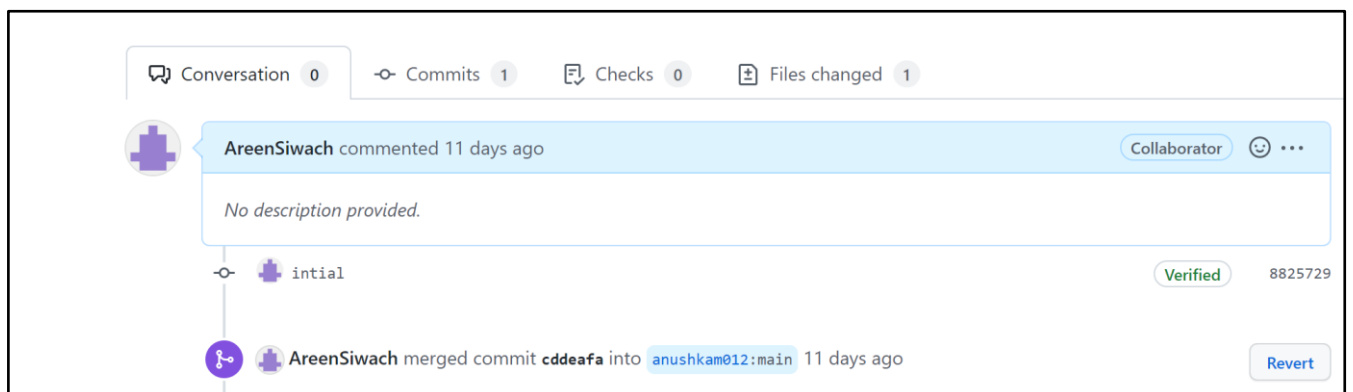 Conversation 0 Commits 1 Checks 0 Files changed 1
AreenSiwach commented 11 days ago Collaborator
No description provided.
intial Verified 8825729
AreenSiwach merged commit cddeafa into anushkam012:main 11 days ago Revert